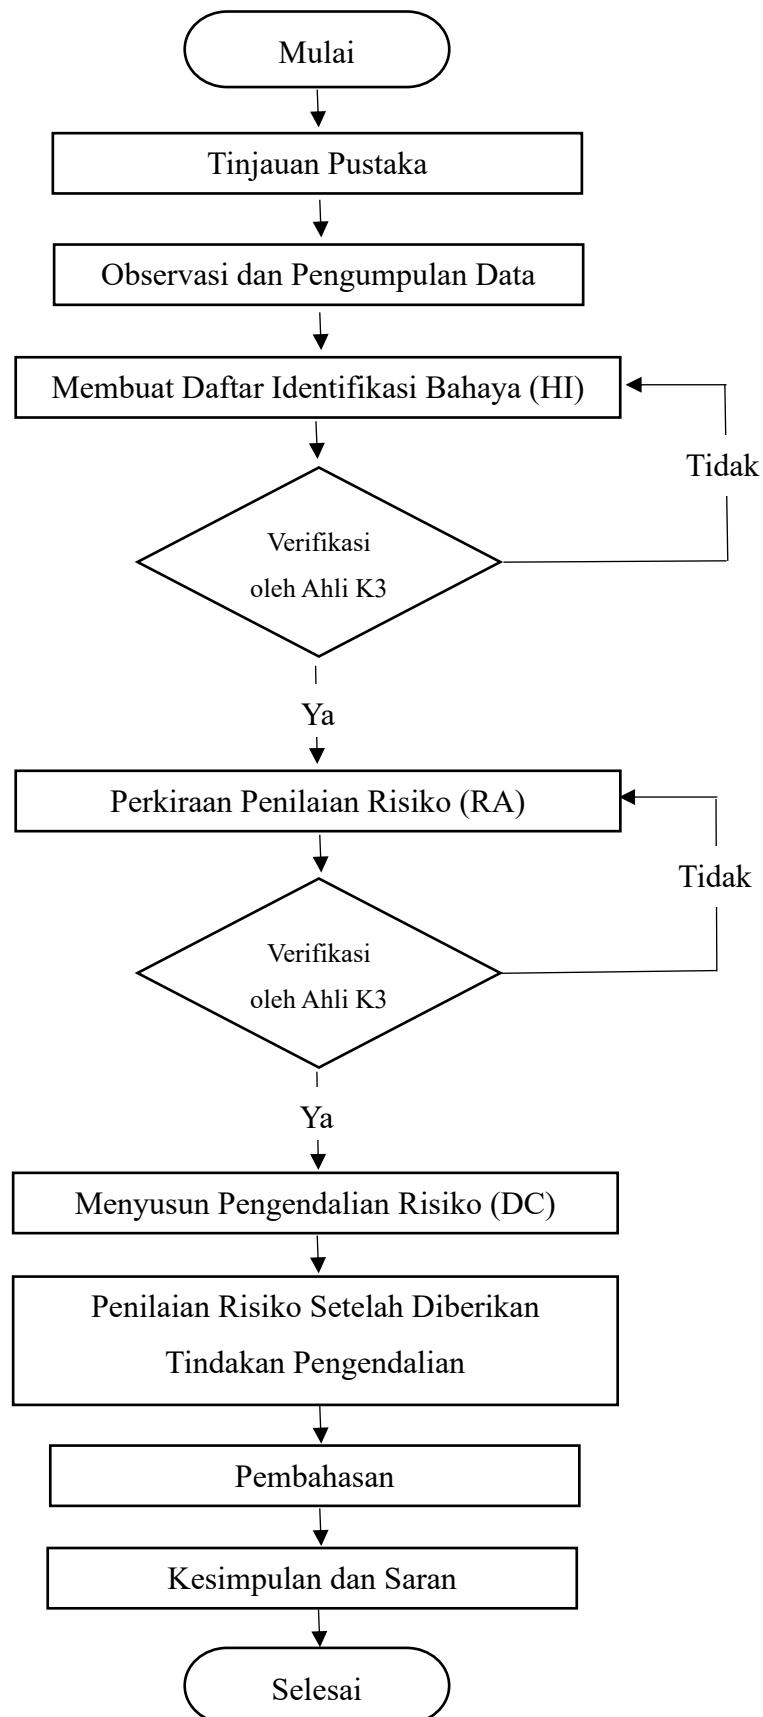 Mulai
Tinjauan Pustaka
Observasi dan Pengumpulan Data
Membuat Daftar Identifikasi Bahaya (HI)
Tidak
Verifikasi
oleh Ahli K3
Ya
Perkiraan Penilaian Risiko (RA)
Tidak
Verifikasi
oleh Ahli K3
Ya
Menyusun Pengendalian Risiko (DC)
Penilaian Risiko Setelah Diberikan
Tindakan Pengendalian
Pembahasan
Kesimpulan dan Saran
Selesai